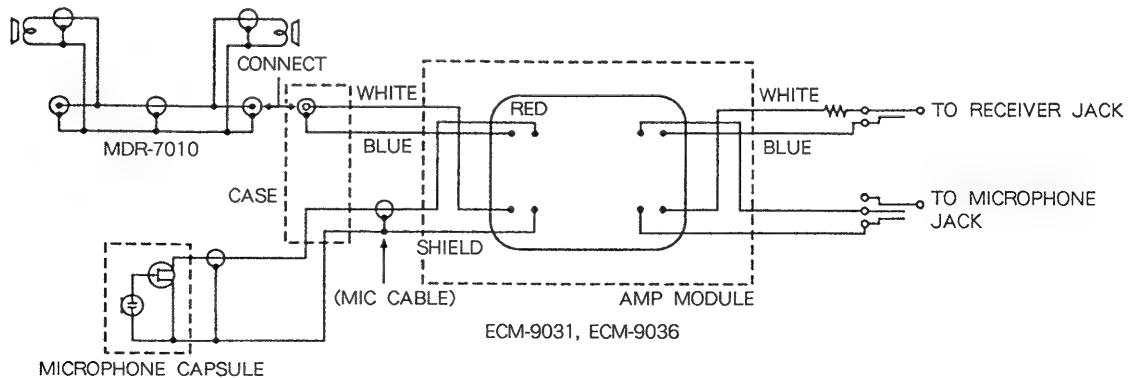 CONNECT
WHITE
RED
WHITE
TO RECEIVER JACK
MDR-7010
BLUE
BLUE
CASE
TO MICROPHONE
JACK
SHIELD
(MIC CABLE)
AMP MODULE
ECM-9031, ECM-9036
MICROPHONE CAPSULE